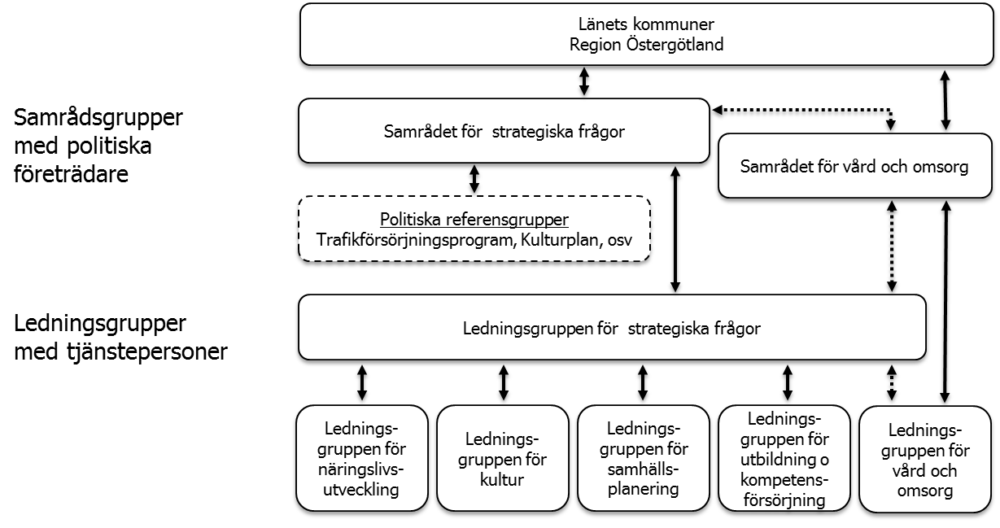 Länets kommuner
Region Östergötland
Samrådsgrupper
med politiska
företrädare
Samrådet för strategiska frågor
Samrådet för vård och omsorg
Politiska referensgrupper
Trafikförsörjningsprogram, Kulturplan, osv
Ledningsgrupper
med tjänstepersoner
Ledningsgruppen för strategiska frågor
Lednings-
gruppen för
näringslivs-
utveckling
Lednings-
gruppen för
kultur
Lednings-
gruppen för
samhälls-
planering
Lednings-
gruppen för
utbildning o
kompetens-
försörjning
Lednings-
gruppen för
vård och
omsorg